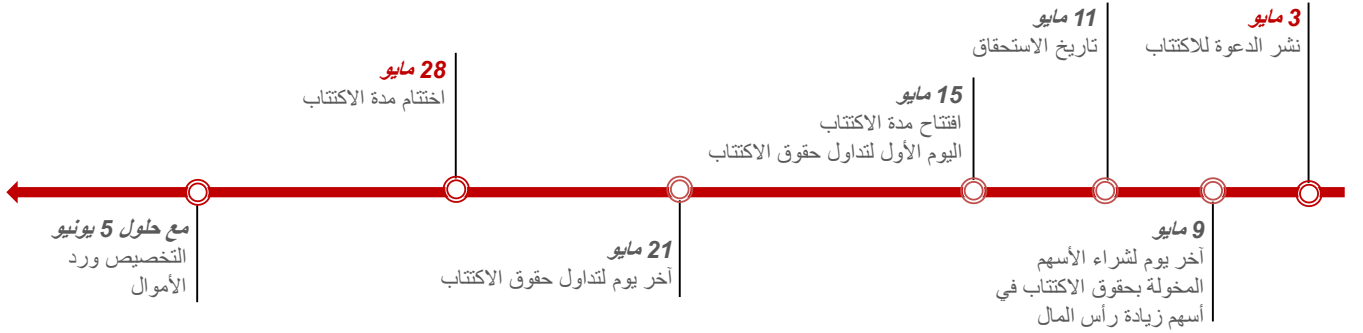 3 مايو
نشر الدعوة للاكتتاب
9 مايو
آخر يوم لشراء الأسهم
المخولة بحقوق الاكتتاب في
أسهم زيادة رأس المال
11 مايو
تاريخ الاستحقاق
15 مايو
افتتاح مدة الاكتتاب
اليوم الأول لتداول حقوق الاكتتاب
21 مايو
آخر يوم لتداول حقوق الاكتتاب
28 مايو
اختتام مدة الاكتتاب
مع حلول 5 يونيو
التخصيص ورد
الأموال